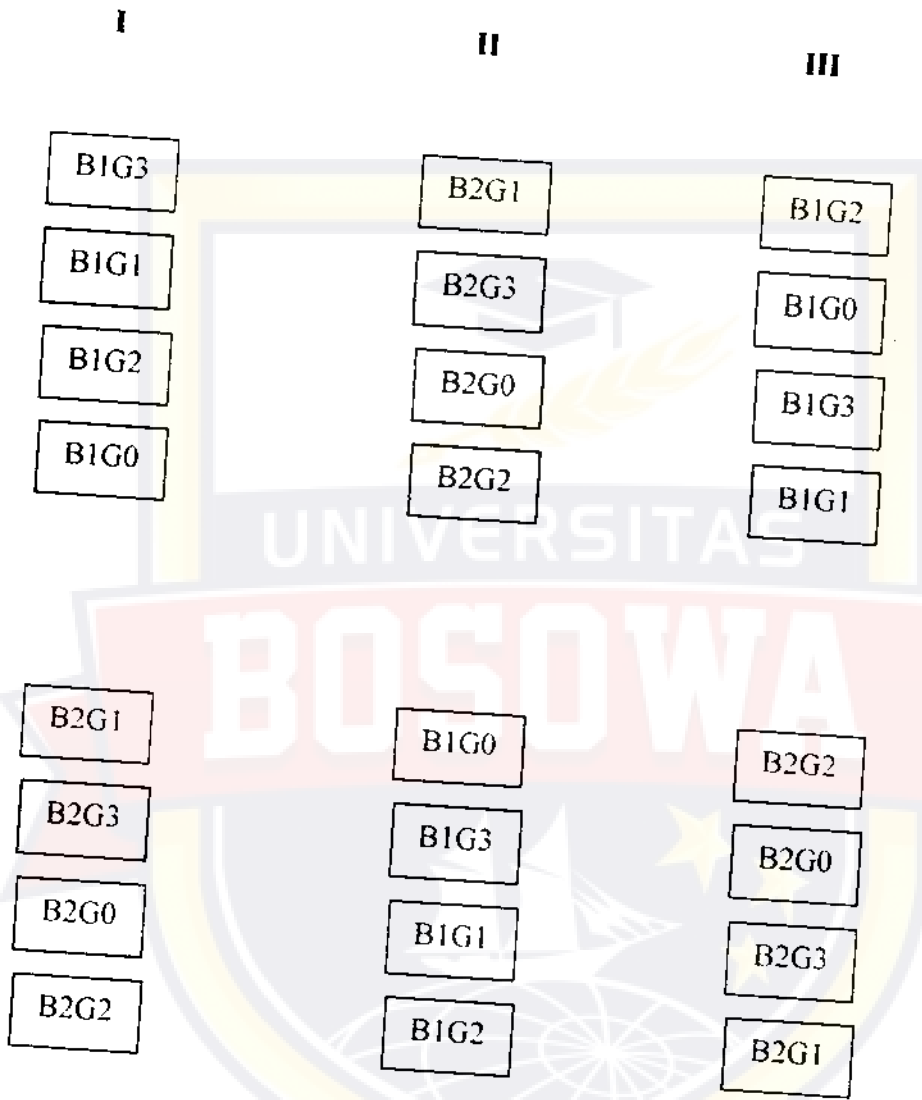 I II III
B1G3 B2G1 B1G2
B1G1 B2G3 B1G0
B1G2 B2G0 B1G3
B1G0 B2G2 B1G1
UNIVERSITAS
BOSOWA
B2G1 B1G0 B2G2
B2G3 B1G3 B2G0
B2G0 B1G1 B2G3
B2G2 B1G2 B2G1